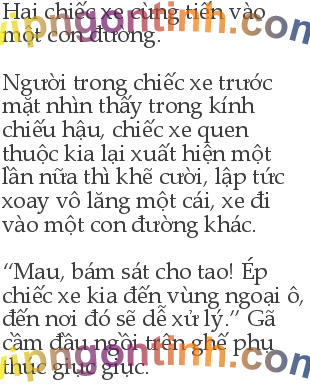 Hai chiếc xe cùng tiến vào
một con đường.
Người trong chiếc xe trước
mặt nhìn thấy trong kính
chiếu hậu, chiếc xe quen
thuộc kia lại xuất hiện một
lần nữa thì khẽ cười, lập tức
xoay vô lăng một cái, xe đi
vào một con đường khác.
“Mau, bám sát cho tao! Ép
chiếc xe kia đến vùng ngoại ô,
đến nơi đó sẽ dễ xử lý.” Gã
cầm đầu ngồi trên ghế phụ
thúc giục giục.
vipngontinh.com
vipngontinh.com